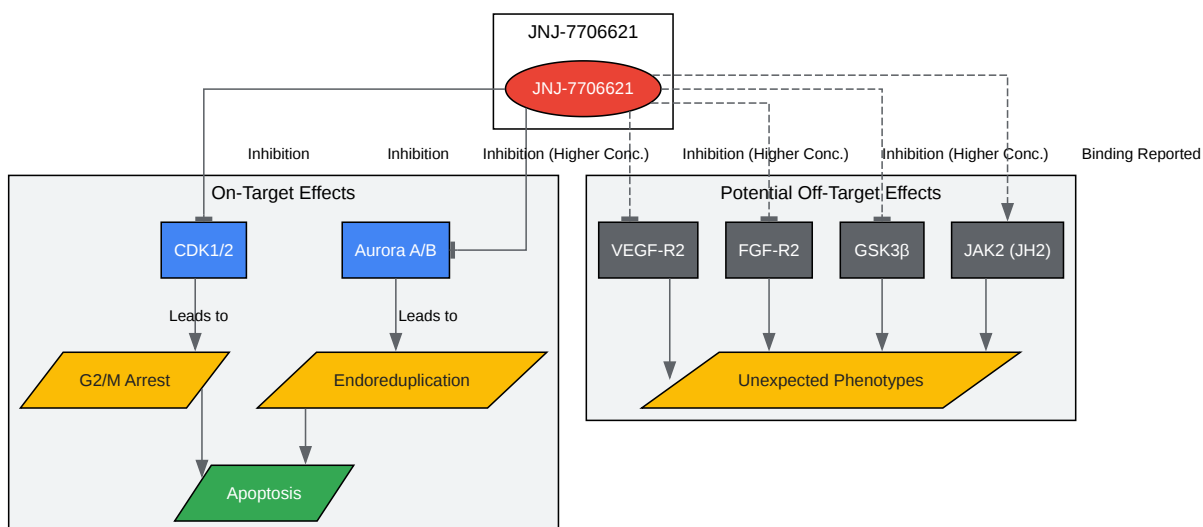 JNJ-7706621
JNJ-7706621
Inhibition
Inhibition
Inhibition (Higher Conc.)
Inhibition (Higher Conc.)
Inhibition (Higher Conc.)
Binding Reported
On-Target Effects
Potential Off-Target Effects
CDK1/2
Aurora A/B
VEGF-R2
FGF-R2
GSK3β
JAK2 (JH2)
Leads to
Leads to
G2/M Arrest
Endoreduplication
Unexpected Phenotypes
Apoptosis